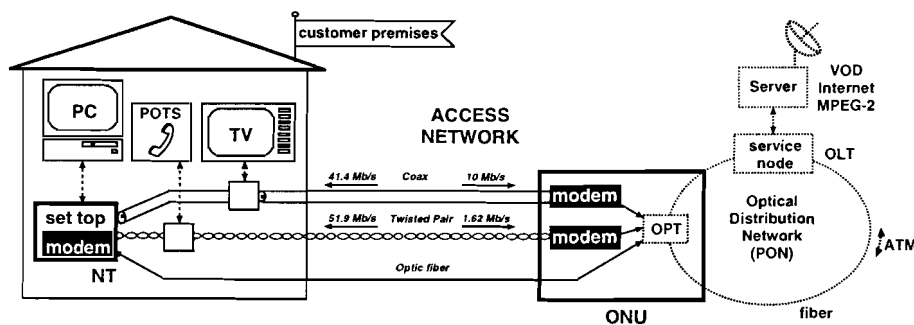 customer premises
PC
POTS
TV
ACCESS
NETWORK
Server
VOD
Internet
MPEG-2
service
node
OLT
41.4 Mb/s Coax 10 Mb/s
modem
set top
modem
NT
51.9 Mb/s Twisted Pair 1.62 Mb/s
modem
OPT
Optical
Distribution
Network
(PON)
ATM
Optic fiber
fiber
ONU